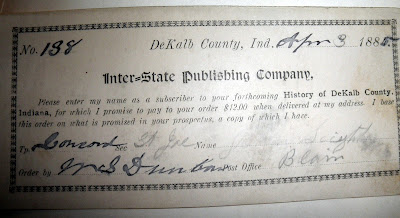 No. 138 DeKalb County, Ind. Apr 3 1885
Inter-State Publishing Company,
Please enter my name as a subscriber to your forthcoming History of DeKalb County,
Indiana, for which I promise to pay to your order $12.00 when delivered at my address. I base
this order on what is promised in your prospectus, a copy of which I have.
Tp. Concord Sec St Joe Name
Order by Post Office Blair